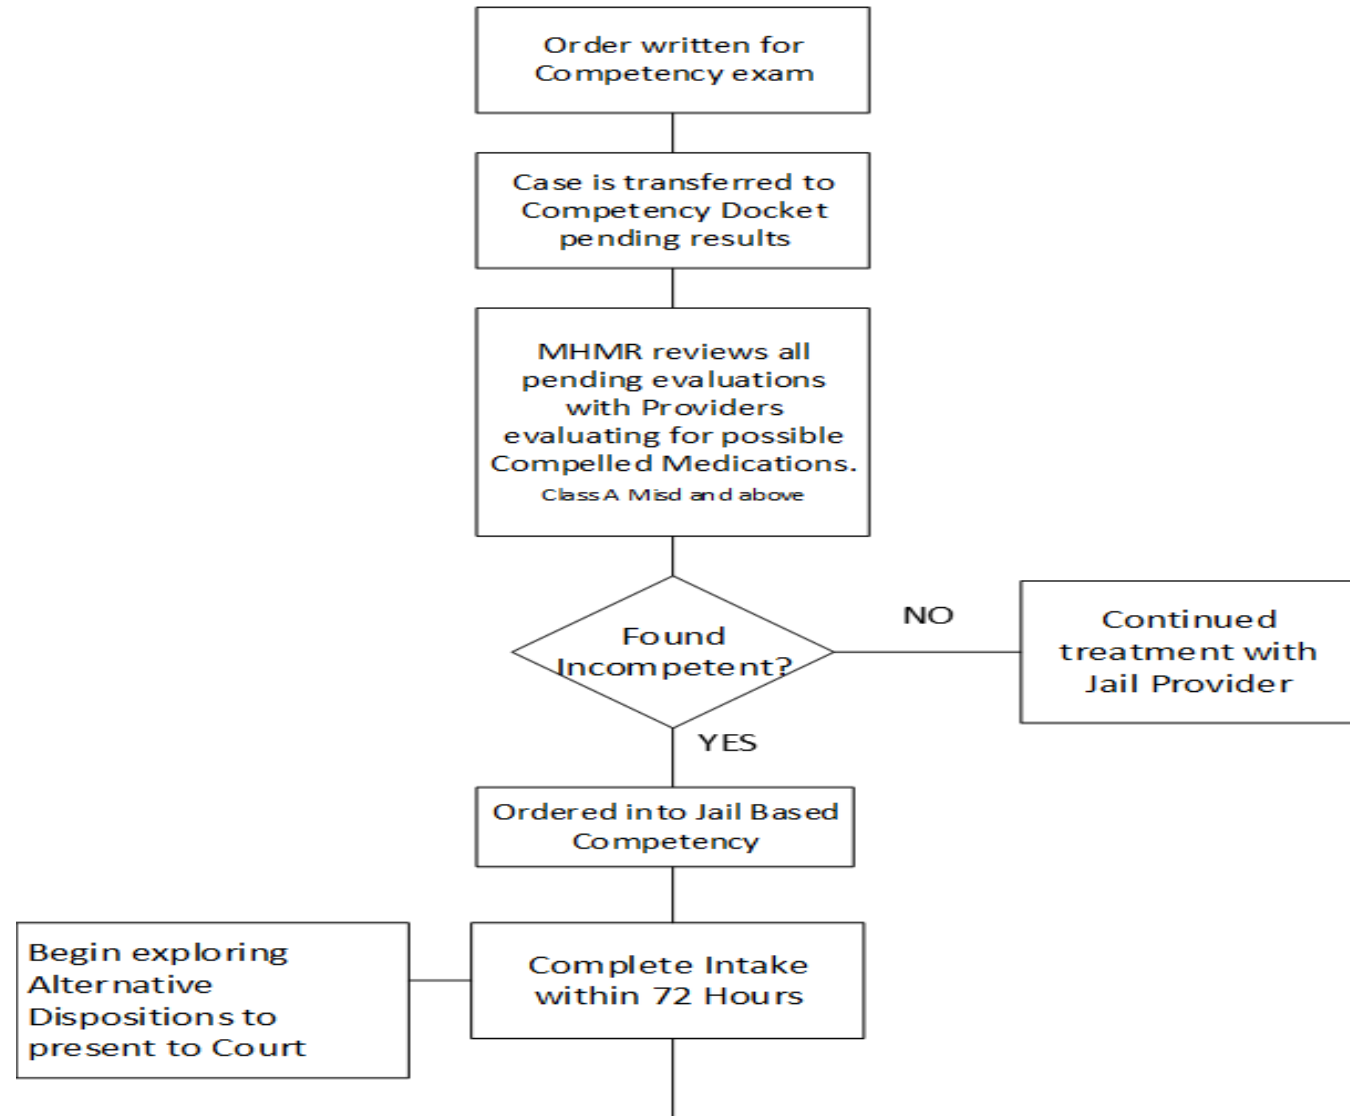 Order written for
Competency exam
Case is transferred to
Competency Docket
pending results
MHMR reviews all
pending evaluations
with Providers
evaluating for possible
Compelled Medications.
Class A Misd and above
Found
Incompetent?
NO
Continued
treatment with
Jail Provider
YES
Ordered into Jail Based
Competency
Begin exploring
Alternative
Dispositions to
present to Court
Complete Intake
within 72 Hours